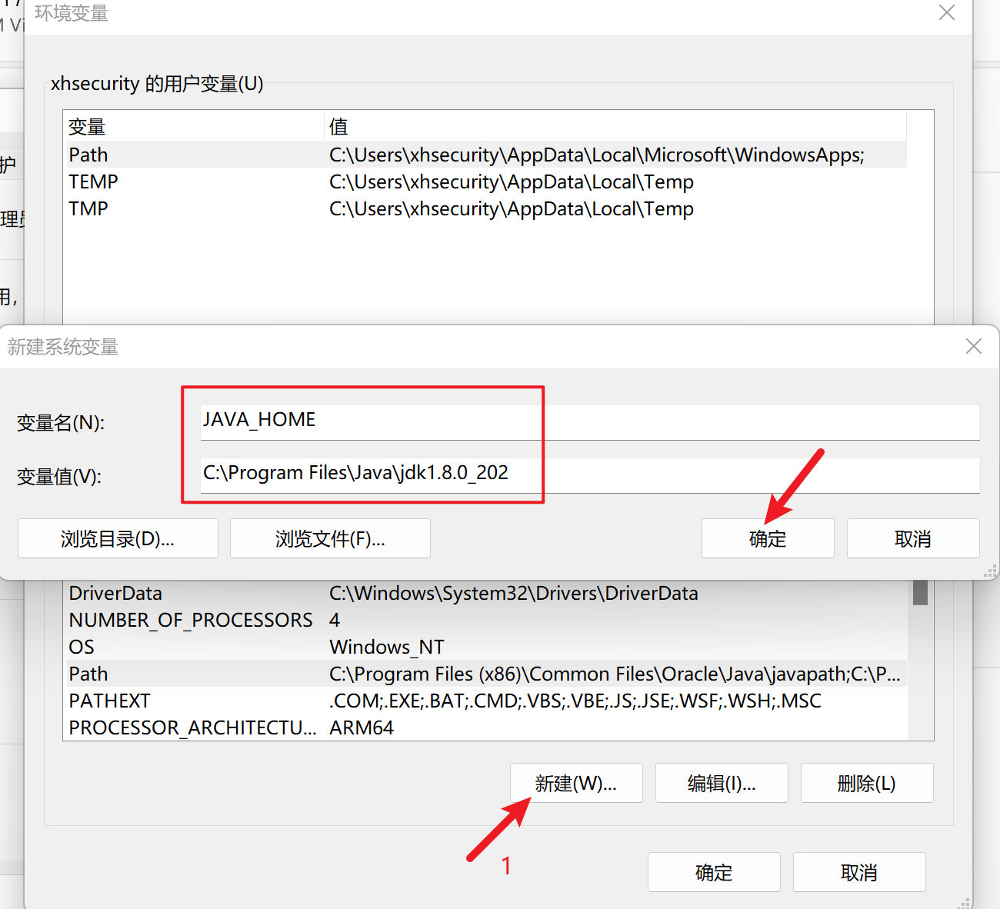 环境变量
M Vi
xhsecurity 的用户变量(U)
变量 值
Path C:\Users\xhsecurity\AppData\Local\Microsoft\WindowsApps;
护
TEMP C:\Users\xhsecurity\AppData\Local\Temp
TMP C:\Users\xhsecurity\AppData\Local\Temp
理员
用，
新建系统变量
变量名(N): JAVA_HOME
变量值(V): C:\Program Files\Java\jdk1.8.0_202
浏览目录(D)... 浏览文件(F)... 确定 取消
DriverData C:\Windows\System32\Drivers\DriverData
NUMBER_OF_PROCESSORS 4
OS Windows_NT
Path C:\Program Files (x86)\Common Files\Oracle\Java\javapath;C:\P...
PATHEXT .COM;.EXE;.BAT;.CMD;.VBS;.VBE;.JS;.JSE;.WSF;.WSH;.MSC
PROCESSOR_ARCHITECTU... ARM64
新建(W)... 编辑(I)... 删除(L)
1
确定 取消